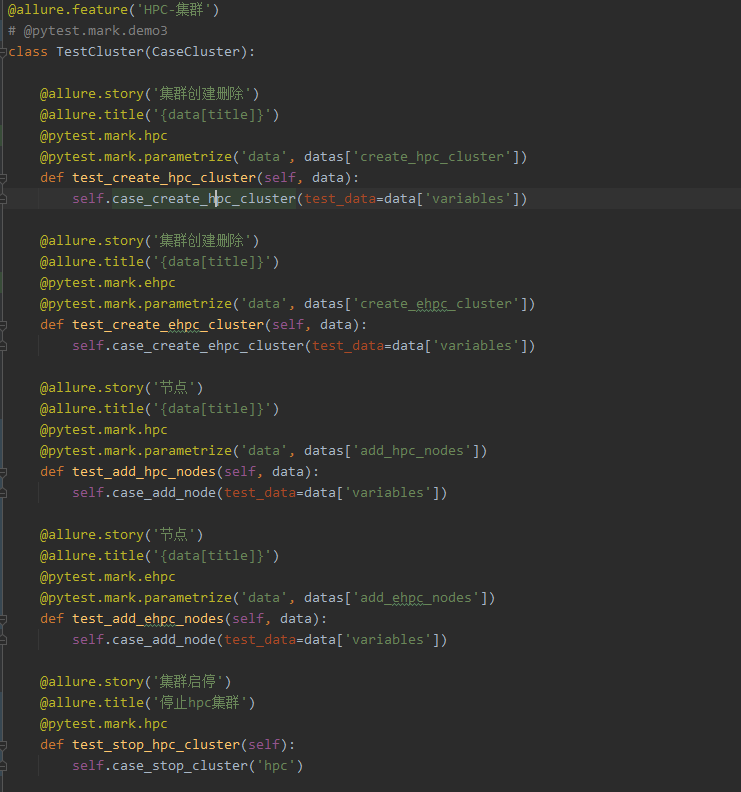 @allure.feature('HPC-集群')
# @pytest.mark.demo3
class TestCluster(CaseCluster):
@allure.story('集群创建删除')
@allure.title('{data[title]}')
@pytest.mark.hpc
@pytest.mark.parametrize('data', datas['create_hpc_cluster'])
def test_create_hpc_cluster(self, data):
self.case_create_hpc_cluster(test_data=data['variables'])
@allure.story('集群创建删除')
@allure.title('{data[title]}')
@pytest.mark.ehpc
@pytest.mark.parametrize('data', datas['create_ehpc_cluster'])
def test_create_ehpc_cluster(self, data):
self.case_create_ehpc_cluster(test_data=data['variables'])
@allure.story('节点')
@allure.title('{data[title]}')
@pytest.mark.hpc
@pytest.mark.parametrize('data', datas['add_hpc_nodes'])
def test_add_hpc_nodes(self, data):
self.case_add_node(test_data=data['variables'])
@allure.story('节点')
@allure.title('{data[title]}')
@pytest.mark.ehpc
@pytest.mark.parametrize('data', datas['add_ehpc_nodes'])
def test_add_ehpc_nodes(self, data):
self.case_add_node(test_data=data['variables'])
@allure.story('集群启停')
@allure.title('停止hpc集群')
@pytest.mark.hpc
def test_stop_hpc_cluster(self):
self.case_stop_cluster('hpc')